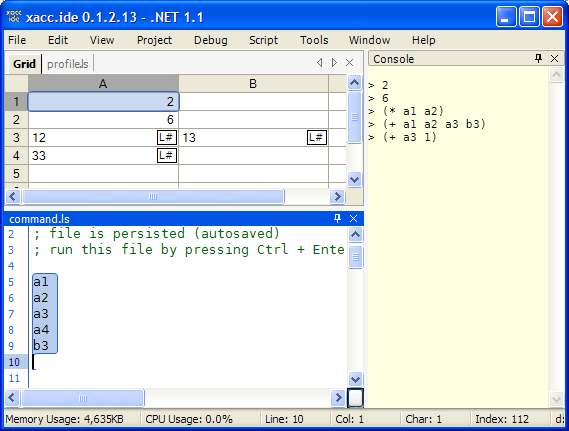 xacc.ide 0.1.2.13 - .NET 1.1
File Edit View Project Debug Script Tools Window Help
Grid profile.ls
A B
1 2
2 6
3 12 L# 13 L#
4 33 L#
5
Console
> 2
> 6
> (* a1 a2)
> (+ a1 a2 a3 b3)
> (+ a3 1)
command.ls
2 ; file is persisted (autosaved)
3 ; run this file by pressing Ctrl + Ente
4
5 a1
6 a2
7 a3
8 a4
9 b3
10
11
Memory Usage: 4,635KB CPU Usage: 0.0% Line: 10 Col: 1 Char: 1 Index: 112 d: